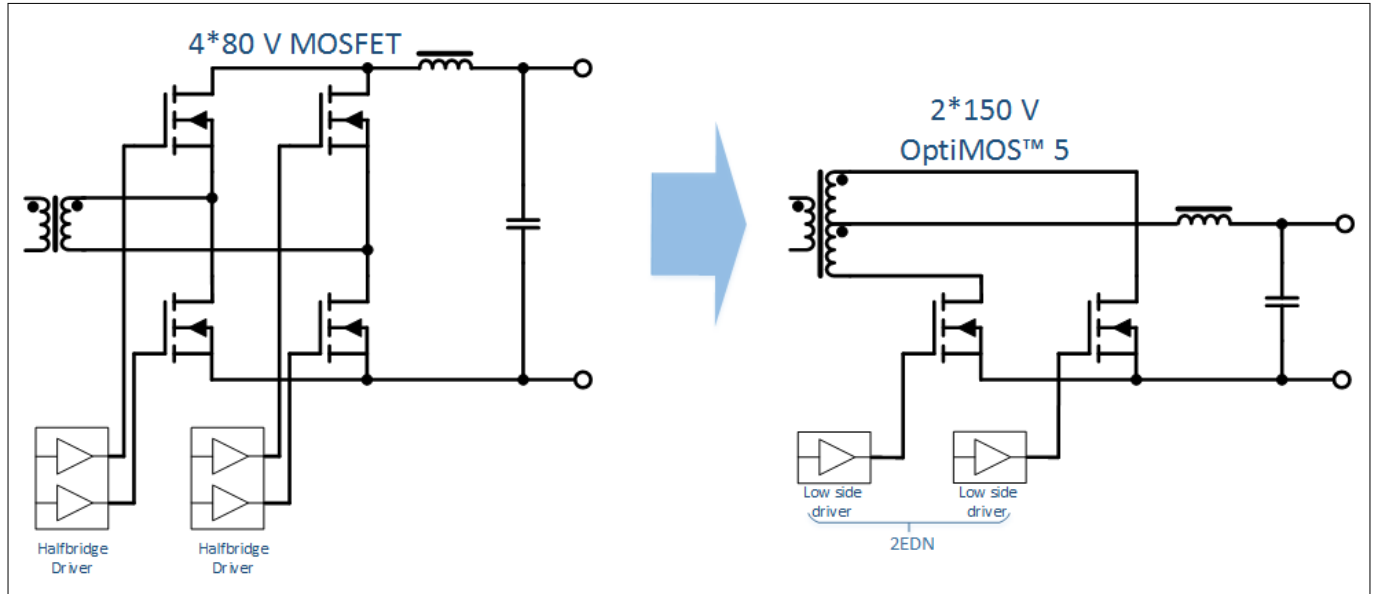 4*80 V MOSFET
2*150 V
OptiMOS™ 5
Halfbridge
Driver
Halfbridge
Driver
Low side
driver
Low side
driver
2EDN